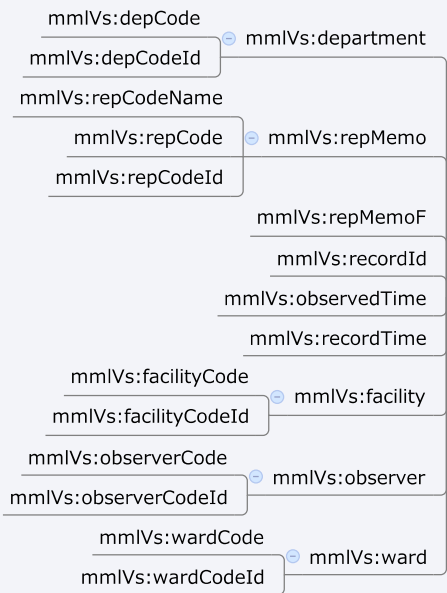 mmlVs:depCode
mmlVs:department
mmlVs:depCodeId
mmlVs:repCodeName
mmlVs:repCode
mmlVs:repMemo
mmlVs:repCodeId
mmlVs:repMemoF
mmlVs:recordId
mmlVs:observedTime
mmlVs:recordTime
mmlVs:facilityCode
mmlVs:facility
mmlVs:facilityCodeId
mmlVs:observerCode
mmlVs:observer
mmlVs:observerCodeId
mmlVs:wardCode
mmlVs:ward
mmlVs:wardCodeId